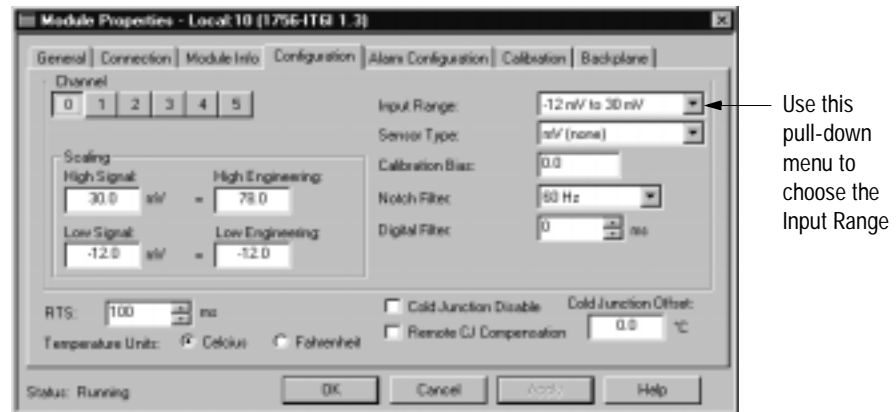 Module Properties - Local:10 (1756-IT6I 1.3)
General Connection Module Info Configuration Alarm Configuration Calibration Backplane
Channel
0 1 2 3 4 5
Input Range: -12 mV to 30 mV
Sensor Type: mV (none)
Calibration Bias: 0.0
Notch Filter: 60 Hz
Digital Filter: 0 ms
Scaling
High Signal: High Engineering:
30.0 mV = 78.0
Low Signal: Low Engineering:
-12.0 mV = -12.0
RTS: 100 ms
Temperature Units: Celcius Fahrenheit
Cold Junction Disable
Remote CJ Compensation
Cold Junction Offset:
0.0 °C
Status: Running
OK Cancel Apply Help
Use this
pull-down
menu to
choose the
Input Range